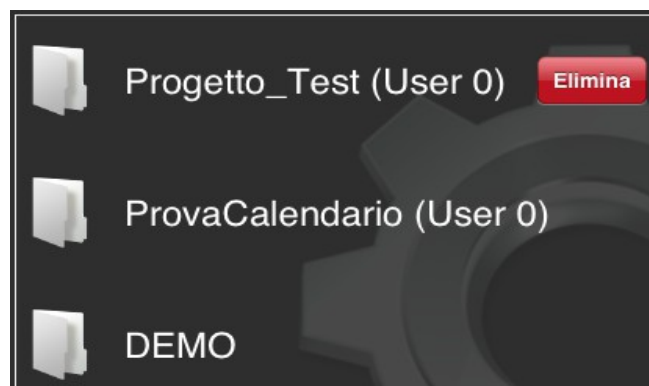 Progetto_Test (User 0) Elimina
ProvaCalendario (User 0)
DEMO